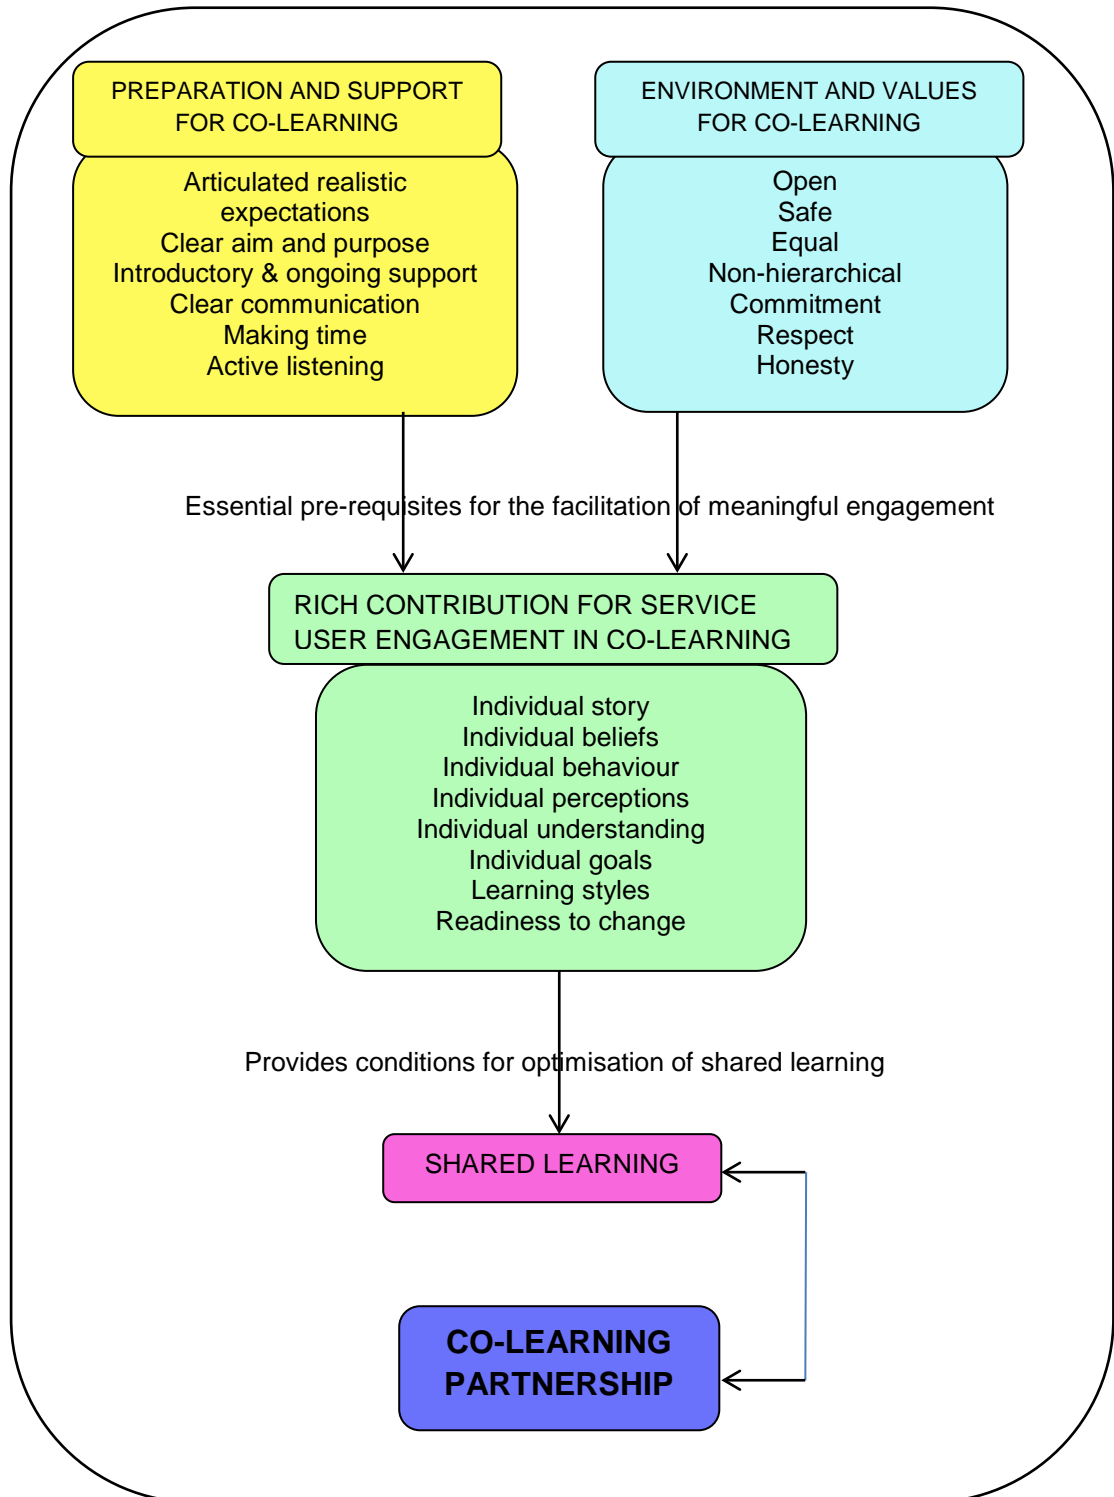 PREPARATION AND SUPPORT
FOR CO-LEARNING
Articulated realistic
expectations
Clear aim and purpose
Introductory & ongoing support
Clear communication
Making time
Active listening
ENVIRONMENT AND VALUES
FOR CO-LEARNING
Open
Safe
Equal
Non-hierarchical
Commitment
Respect
Honesty
Essential pre-requisites for the facilitation of meaningful engagement
RICH CONTRIBUTION FOR SERVICE
USER ENGAGEMENT IN CO-LEARNING
Individual story
Individual beliefs
Individual behaviour
Individual perceptions
Individual understanding
Individual goals
Learning styles
Readiness to change
Provides conditions for optimisation of shared learning
SHARED LEARNING
CO-LEARNING
PARTNERSHIP